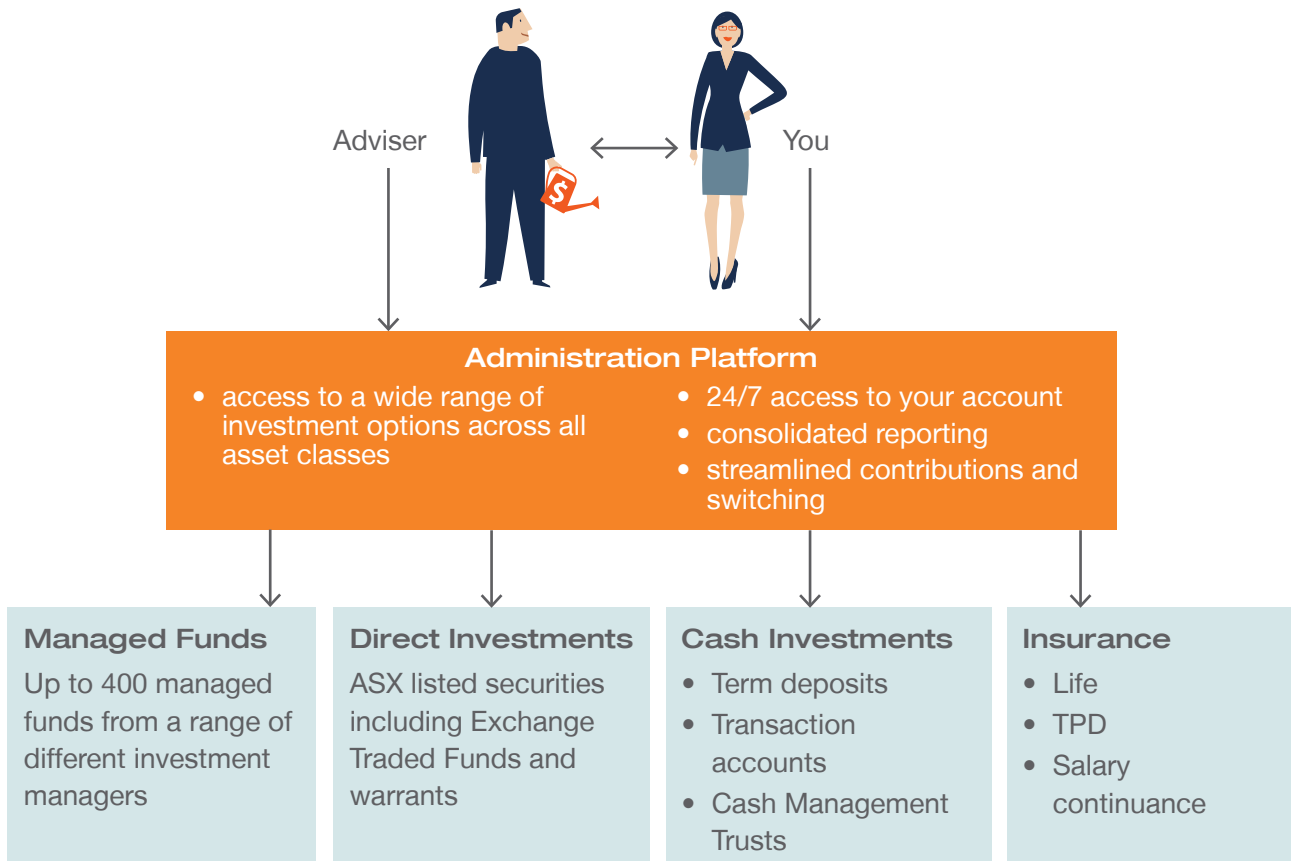 Adviser
You
$
Administration Platform
• access to a wide range of
investment options across all
asset classes
• 24/7 access to your account
• consolidated reporting
• streamlined contributions and
switching
Managed Funds
Up to 400 managed
funds from a range of
different investment
managers
Direct Investments
ASX listed securities
including Exchange
Traded Funds and
warrants
Cash Investments
• Term deposits
• Transaction
accounts
• Cash Management
Trusts
Insurance
• Life
• TPD
• Salary
continuance